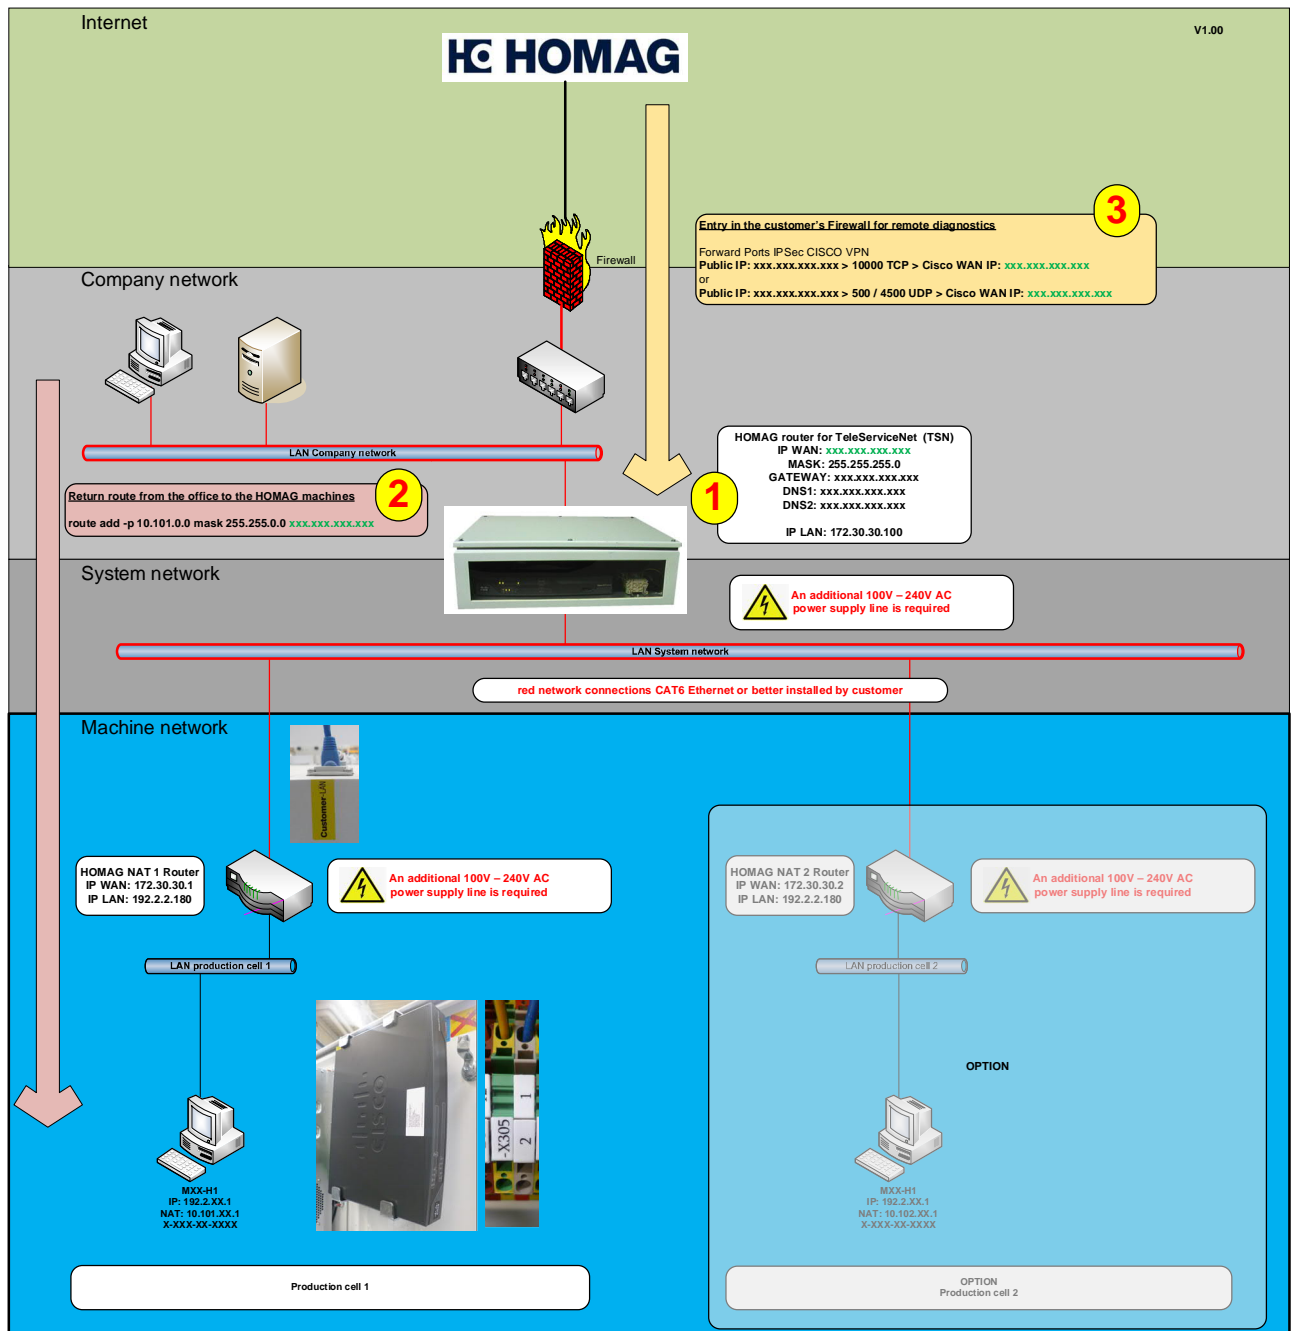 Internet
V1.00
HOMAG
Entry in the customer's Firewall for remote diagnostics
3
Forward Ports IPSec CISCO VPN
Public IP: xxx.xxx.xxx.xxx > 10000 TCP > Cisco WAN IP: xxx.xxx.xxx.xxx
or
Public IP: xxx.xxx.xxx.xxx > 500 / 4500 UDP > Cisco WAN IP: xxx.xxx.xxx.xxx
Firewall
Company network
LAN Company network
HOMAG router for TeleServiceNet (TSN)
IP WAN: xxx.xxx.xxx.xxx
MASK: 255.255.255.0
GATEWAY: xxx.xxx.xxx.xxx
DNS1: xxx.xxx.xxx.xxx
DNS2: xxx.xxx.xxx.xxx
IP LAN: 172.30.30.100
1
Return route from the office to the HOMAG machines
2
route add -p 10.101.0.0 mask 255.255.0.0 xxx.xxx.xxx.xxx
System network
An additional 100V – 240V AC
power supply line is required
LAN System network
red network connections CAT6 Ethernet or better installed by customer
Machine network
Customer-LAN
HOMAG NAT 1 Router
IP WAN: 172.30.30.1
IP LAN: 192.2.2.180
An additional 100V – 240V AC
power supply line is required
HOMAG NAT 2 Router
IP WAN: 172.30.30.2
IP LAN: 192.2.2.180
An additional 100V – 240V AC
power supply line is required
LAN production cell 1
LAN production cell 2
CISCO
-X305
1
2
OPTION
MXX-H1
IP: 192.2.XX.1
NAT: 10.101.XX.1
X-XXX-XX-XXXX
MXX-H1
IP: 192.2.XX.1
NAT: 10.102.XX.1
X-XXX-XX-XXXX
Production cell 1
OPTION
Production cell 2